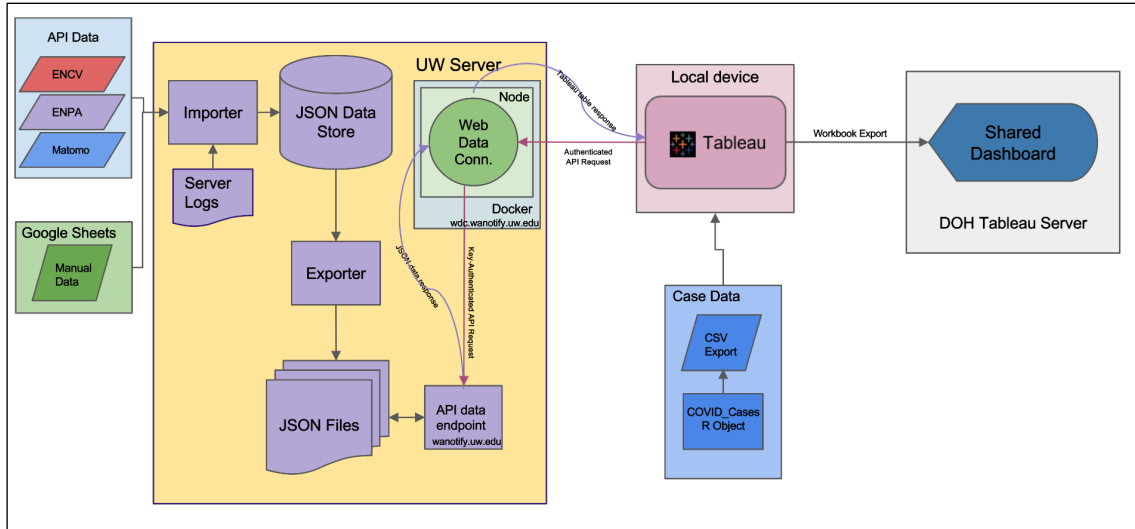 API Data
ENCV
ENPA
Matomo
Google Sheets
Manual
Data
UW Server
Importer
JSON Data
Store
Server
Logs
Exporter
JSON Files
Node
Web
Data
Conn.
Docker
wdc.wanotify.uw.edu
JSON data response
Key-Authenticated API Request
API data
endpoint
wanotify.uw.edu
Tableau table response
Authenticated
API Request
Local device
Tableau
Workbook Export
Case Data
CSV
Export
COVID_Cases
R Object
Shared
Dashboard
DOH Tableau Server